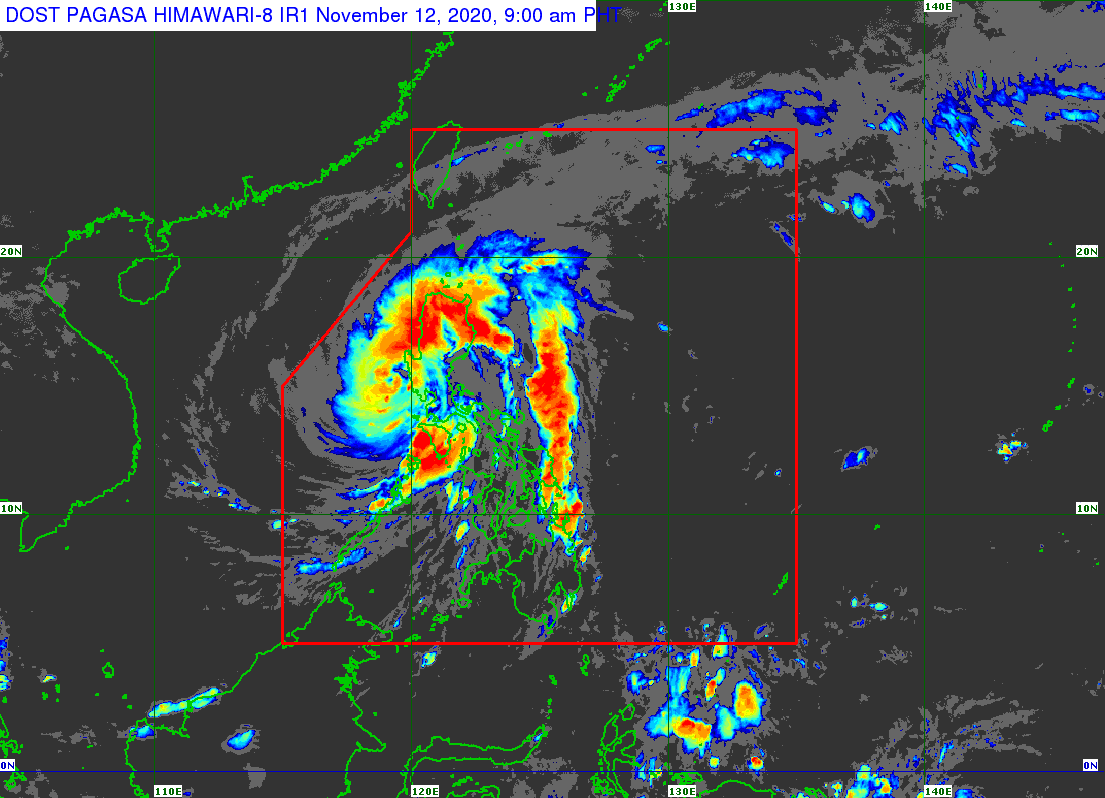 DOST PAGASA HIMAWARI-8 IR1 November 12, 2020, 9:00 am PHT
130E 140E
20N 20N
10N 10N
0N 0N
110E 120E 130E 140E